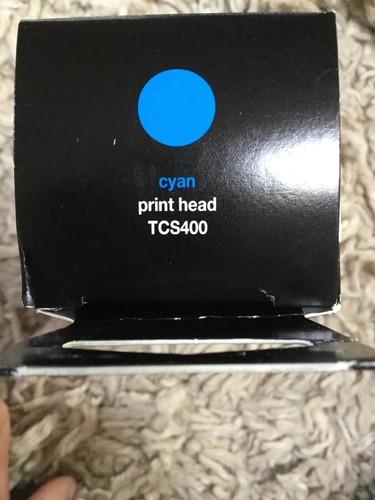 cyan
print head
TCS400